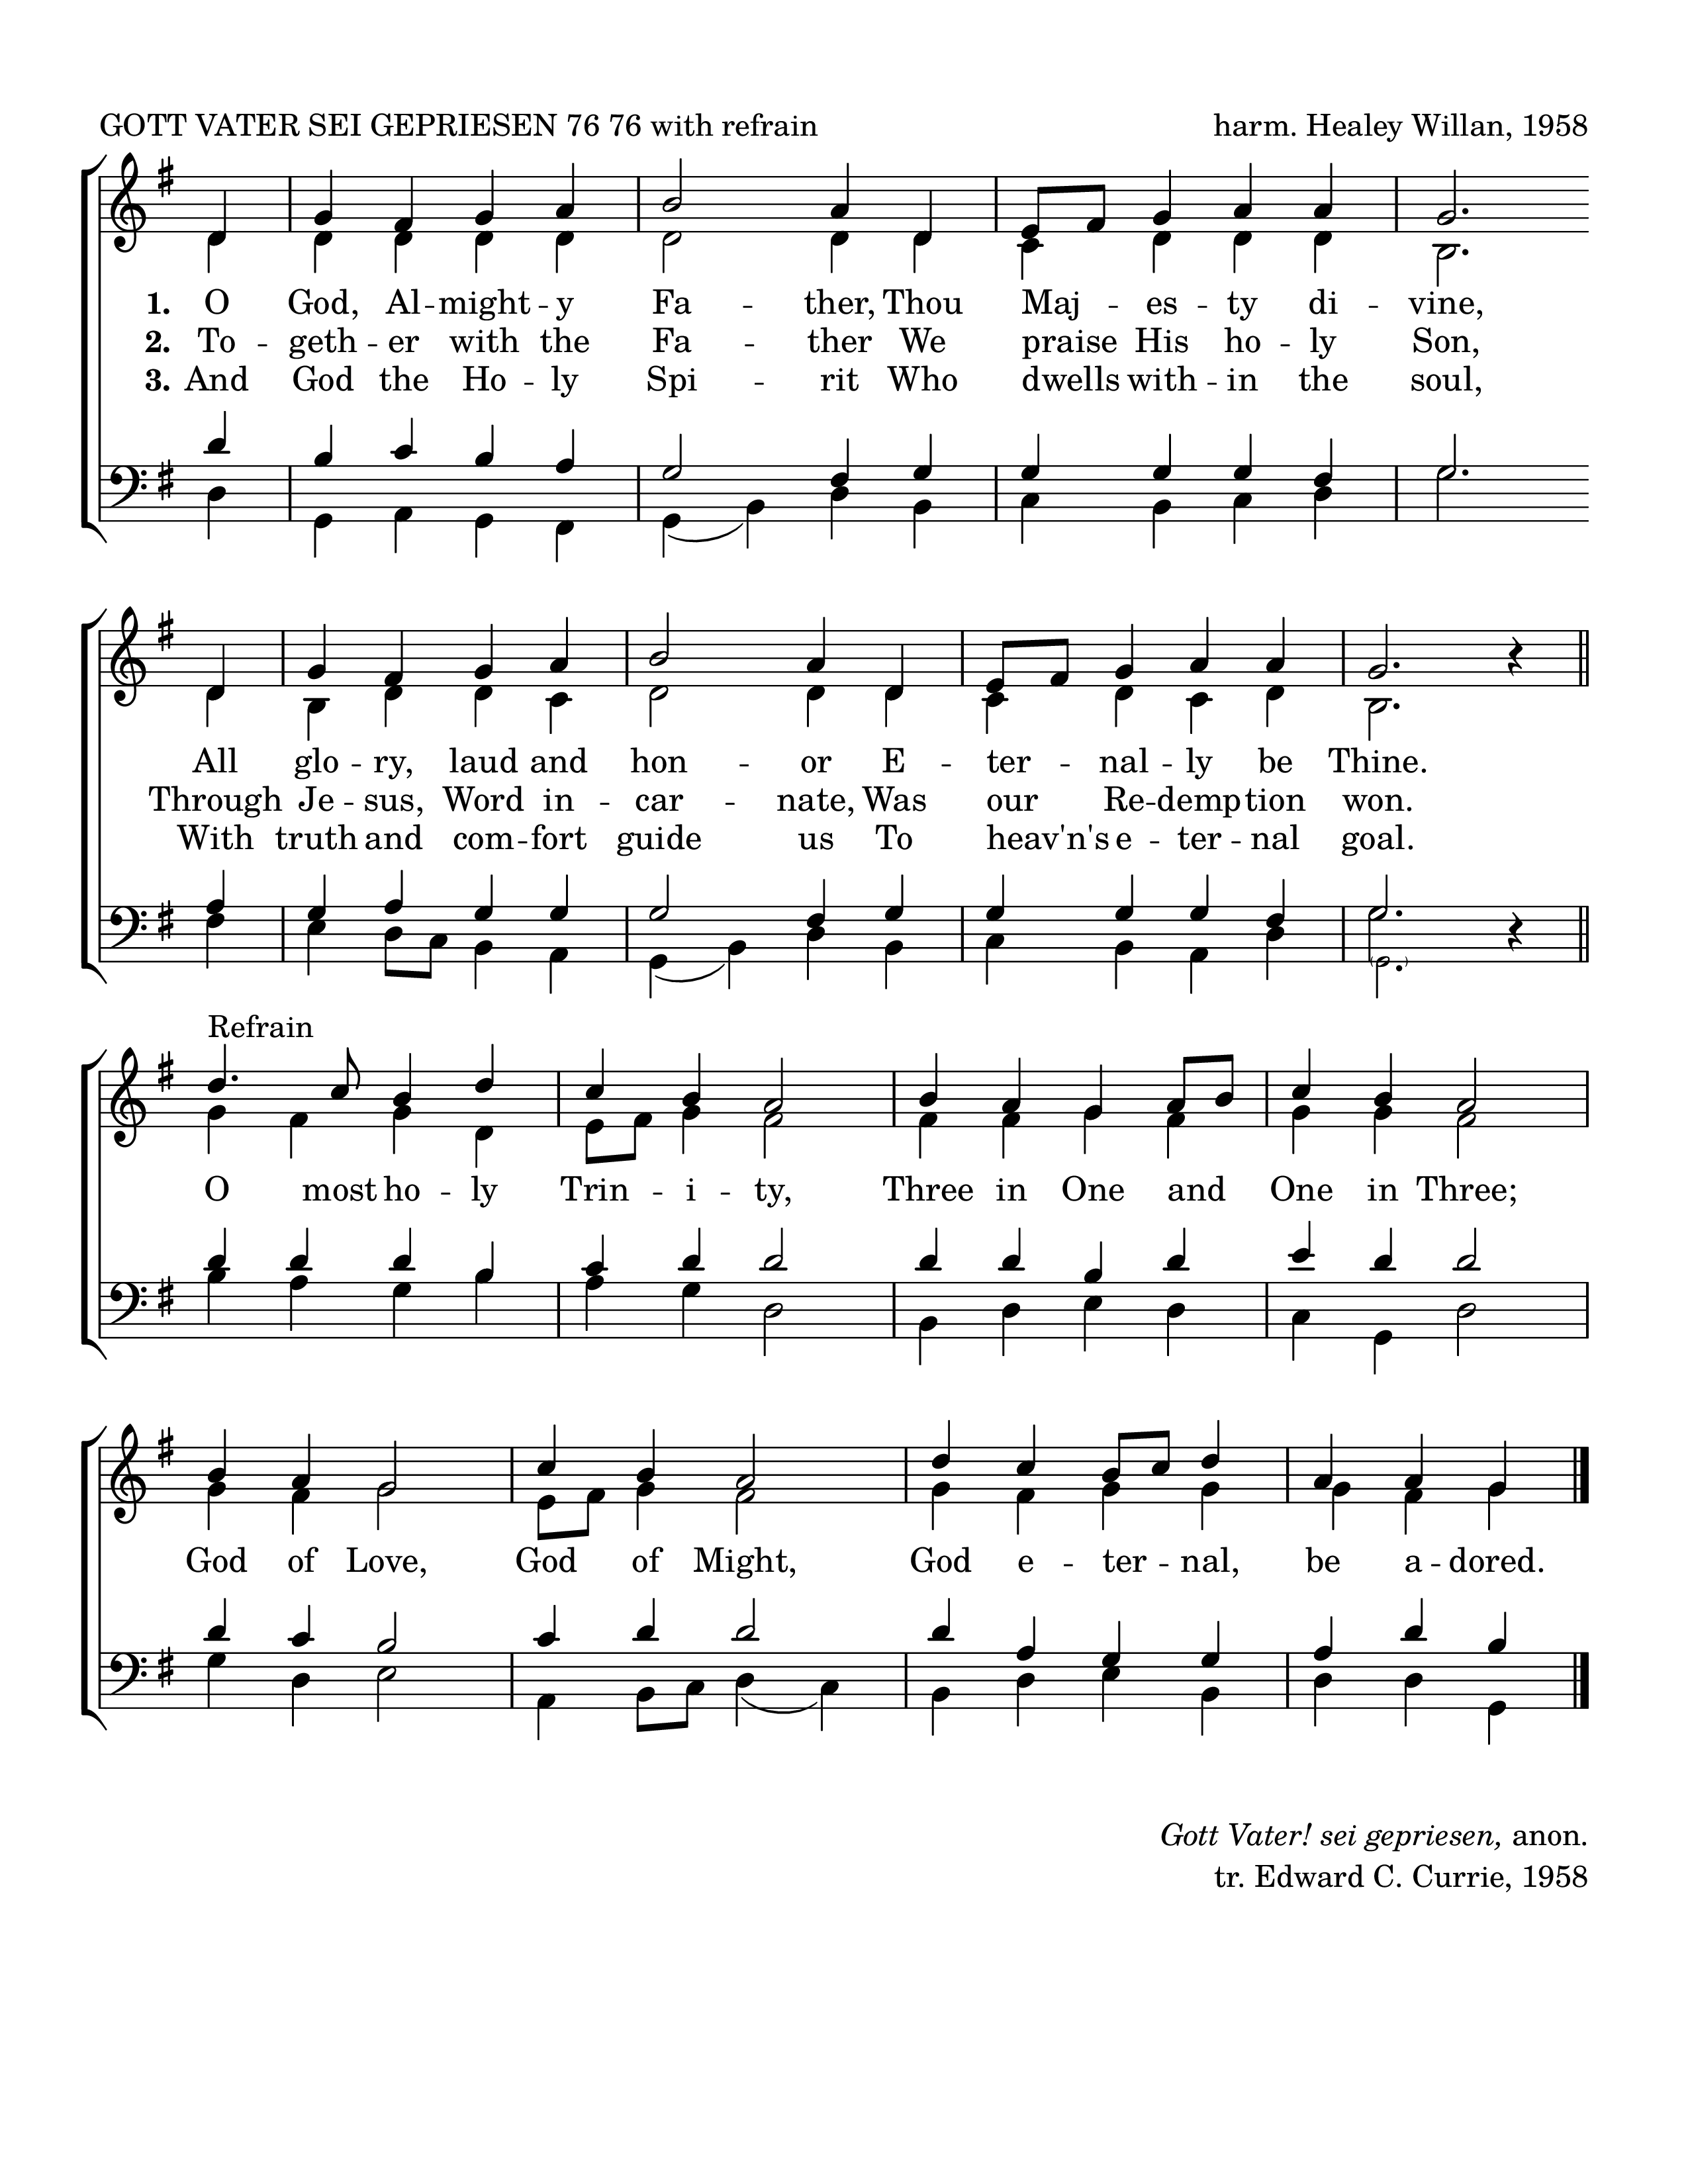 GOTT VATER SEI GEPRIESEN 76 76 with refrain harm. Healey Willan, 1958
1. O God, Al -- might -- y Fa -- ther, Thou Maj -- es -- ty di -- vine,
2. To -- geth -- er with the Fa -- ther We praise His ho -- ly Son,
3. And God the Ho -- ly Spi -- rit Who dwells with -- in the soul,
All glo -- ry, laud and hon -- or E -- ter -- nal -- ly be Thine.
Through Je -- sus, Word in -- car -- nate, Was our Re -- demp -- tion won.
With truth and com -- fort guide us To heav'n's e -- ter -- nal goal.
Refrain
O most ho -- ly Trin -- i -- ty, Three in One and One in Three;
God of Love, God of Might, God e -- ter -- nal, be a -- dored.
Gott Vater! sei gepriesen, anon.
tr. Edward C. Currie, 1958